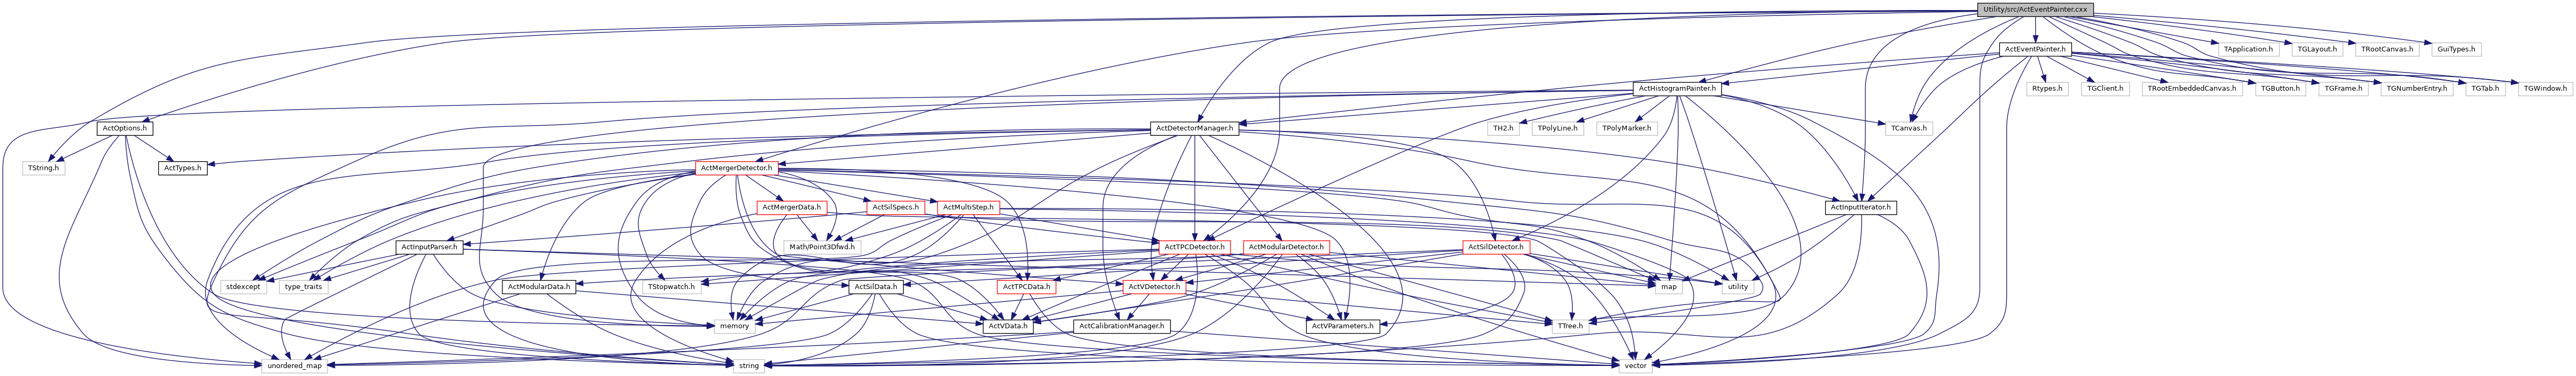 Utility/src/ActEventPainter.cxx
ActEventPainter.h
TApplication.h
TGLayout.h
TRootCanvas.h
GuiTypes.h
ActHistogramPainter.h
Rtypes.h
TGClient.h
TRootEmbeddedCanvas.h
TGButton.h
TGFrame.h
TGNumberEntry.h
TGTab.h
TGWindow.h
ActOptions.h
ActDetectorManager.h
TH2.h
TPolyLine.h
TPolyMarker.h
TCanvas.h
TString.h
ActTypes.h
ActMergerDetector.h
ActMergerData.h
ActSilSpecs.h
ActMultiStep.h
ActInputIterator.h
ActInputParser.h
Math/Point3Dfwd.h
ActTPCDetector.h
ActModularDetector.h
ActSilDetector.h
stdexcept
type_traits
ActModularData.h
TStopwatch.h
ActSilData.h
ActTPCData.h
ActVDetector.h
map
utility
memory
ActVData.h
ActCalibrationManager.h
ActVParameters.h
TTree.h
unordered_map
string
vector